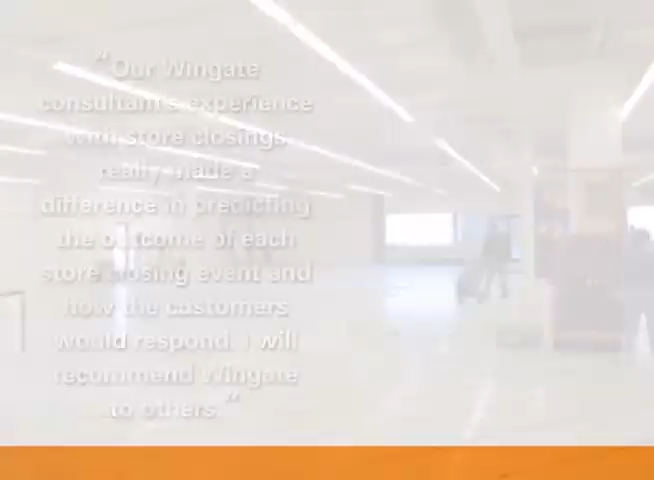 “Our Wingate
consultant's experience
with store closings
really made a
difference in predicting
the outcome of each
store closing event and
how the customers
would respond. I will
recommend Wingate
to others.”